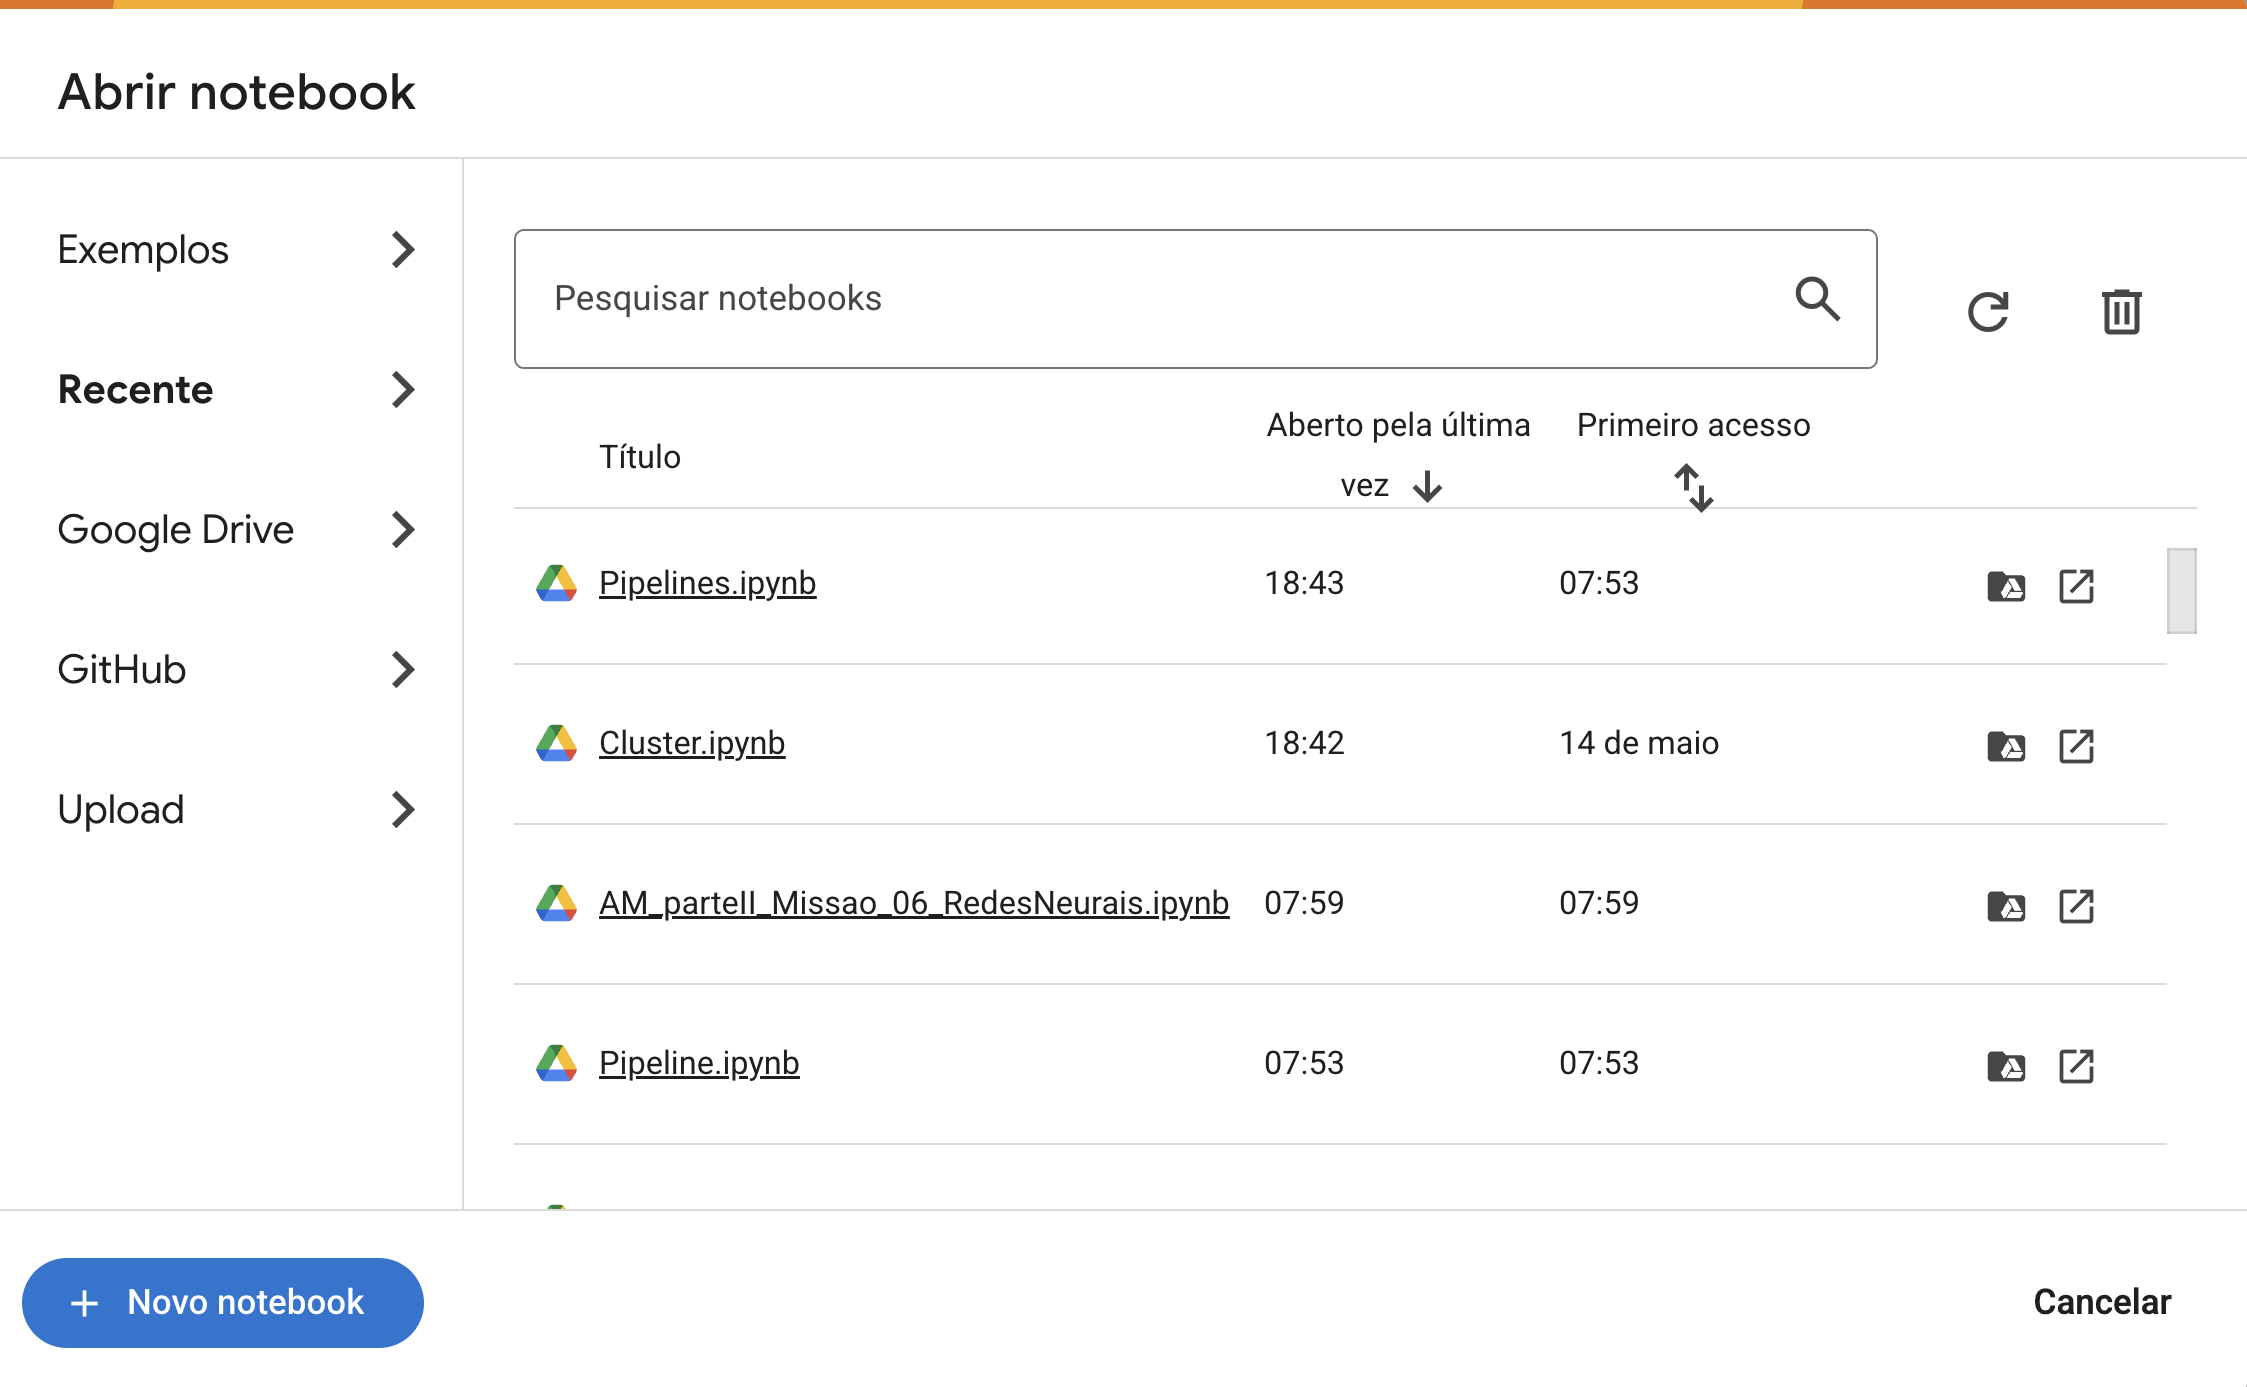 Abrir notebook
Exemplos
Recente
Google Drive
GitHub
Upload
Pesquisar notebooks
Título
Aberto pela última
vez
Primeiro acesso
Pipelines.ipynb 18:43 07:53
Cluster.ipynb 18:42 14 de maio
AM_parteII_Missao_06_RedesNeurais.ipynb 07:59 07:59
Pipeline.ipynb 07:53 07:53
+ Novo notebook
Cancelar